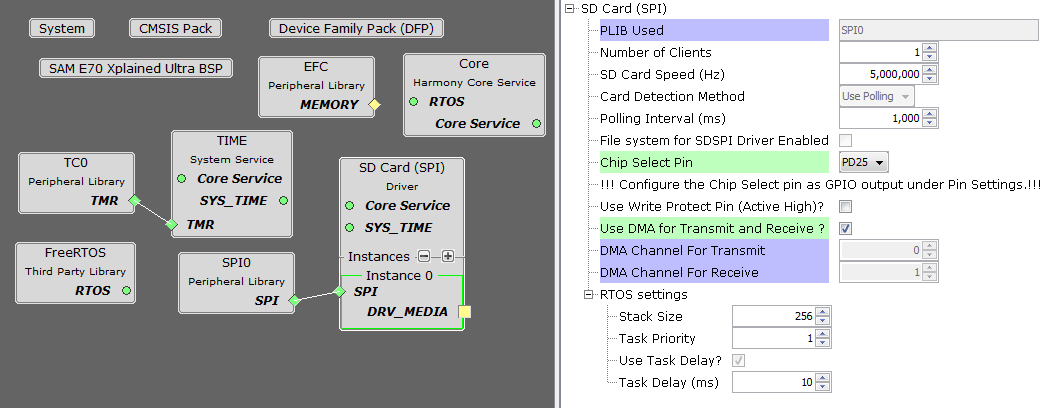 System
CMSIS Pack
Device Family Pack (DFP)
SAM E70 Xplained Ultra BSP
EFC
Peripheral Library
MEMORY
Core
Harmony Core Service
RTOS
Core Service
TIME
System Service
Core Service
SYS_TIME
TMR
TC0
Peripheral Library
TMR
SD Card (SPI)
Driver
Core Service
SYS_TIME
Instances
Instance 0
SPI
DRV_MEDIA
FreeRTOS
Third Party Library
RTOS
SPI0
Peripheral Library
SPI
SD Card (SPI)
PLIB Used SPI0
Number of Clients 1
SD Card Speed (Hz) 5,000,000
Card Detection Method Use Polling
Polling Interval (ms) 1,000
File system for SDSPI Driver Enabled
Chip Select Pin PD25
!!! Configure the Chip Select pin as GPIO output under Pin Settings.!!!
Use Write Protect Pin (Active High)?
Use DMA for Transmit and Receive ?
DMA Channel For Transmit 0
DMA Channel For Receive 1
RTOS settings
Stack Size 256
Task Priority 1
Use Task Delay?
Task Delay (ms) 10